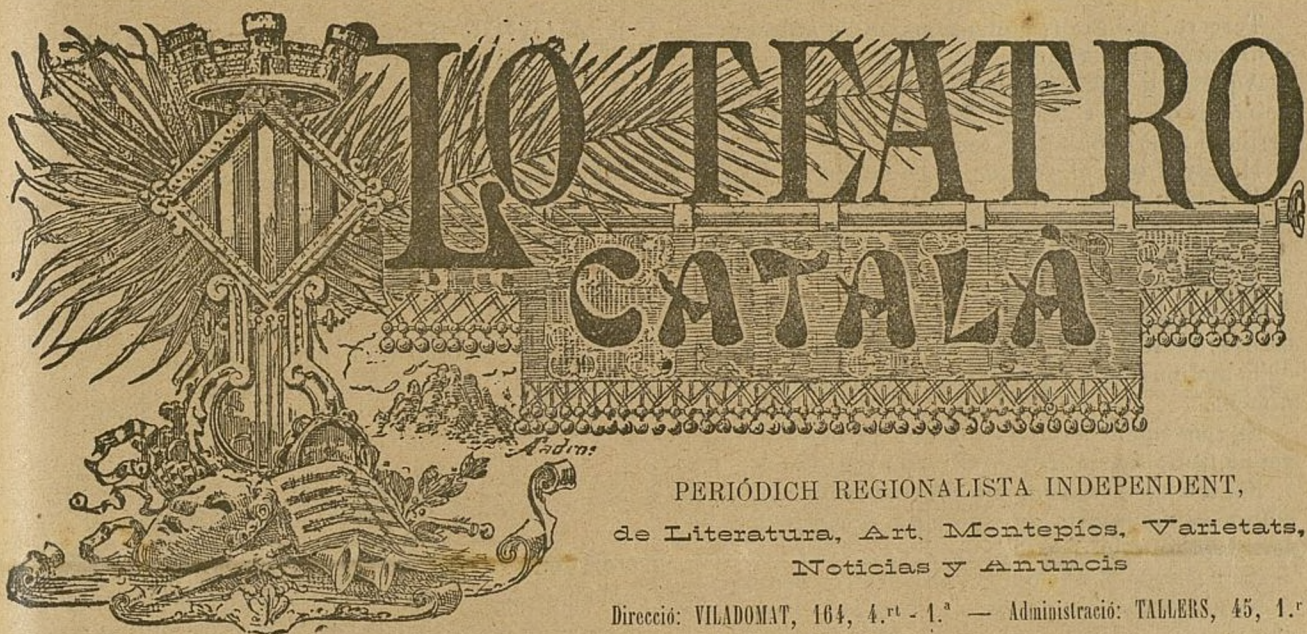 LO TEATRO
CATALÀ
PERIÓDICH REGIONALISTA INDEPENDENT,
de Literatura, Art, Montepíos, Varietats,
Noticias y Anuncis
Direcció: VILADOMAT, 164, 4.rt - 1.ª — Administració: TALLERS, 45, 1.r